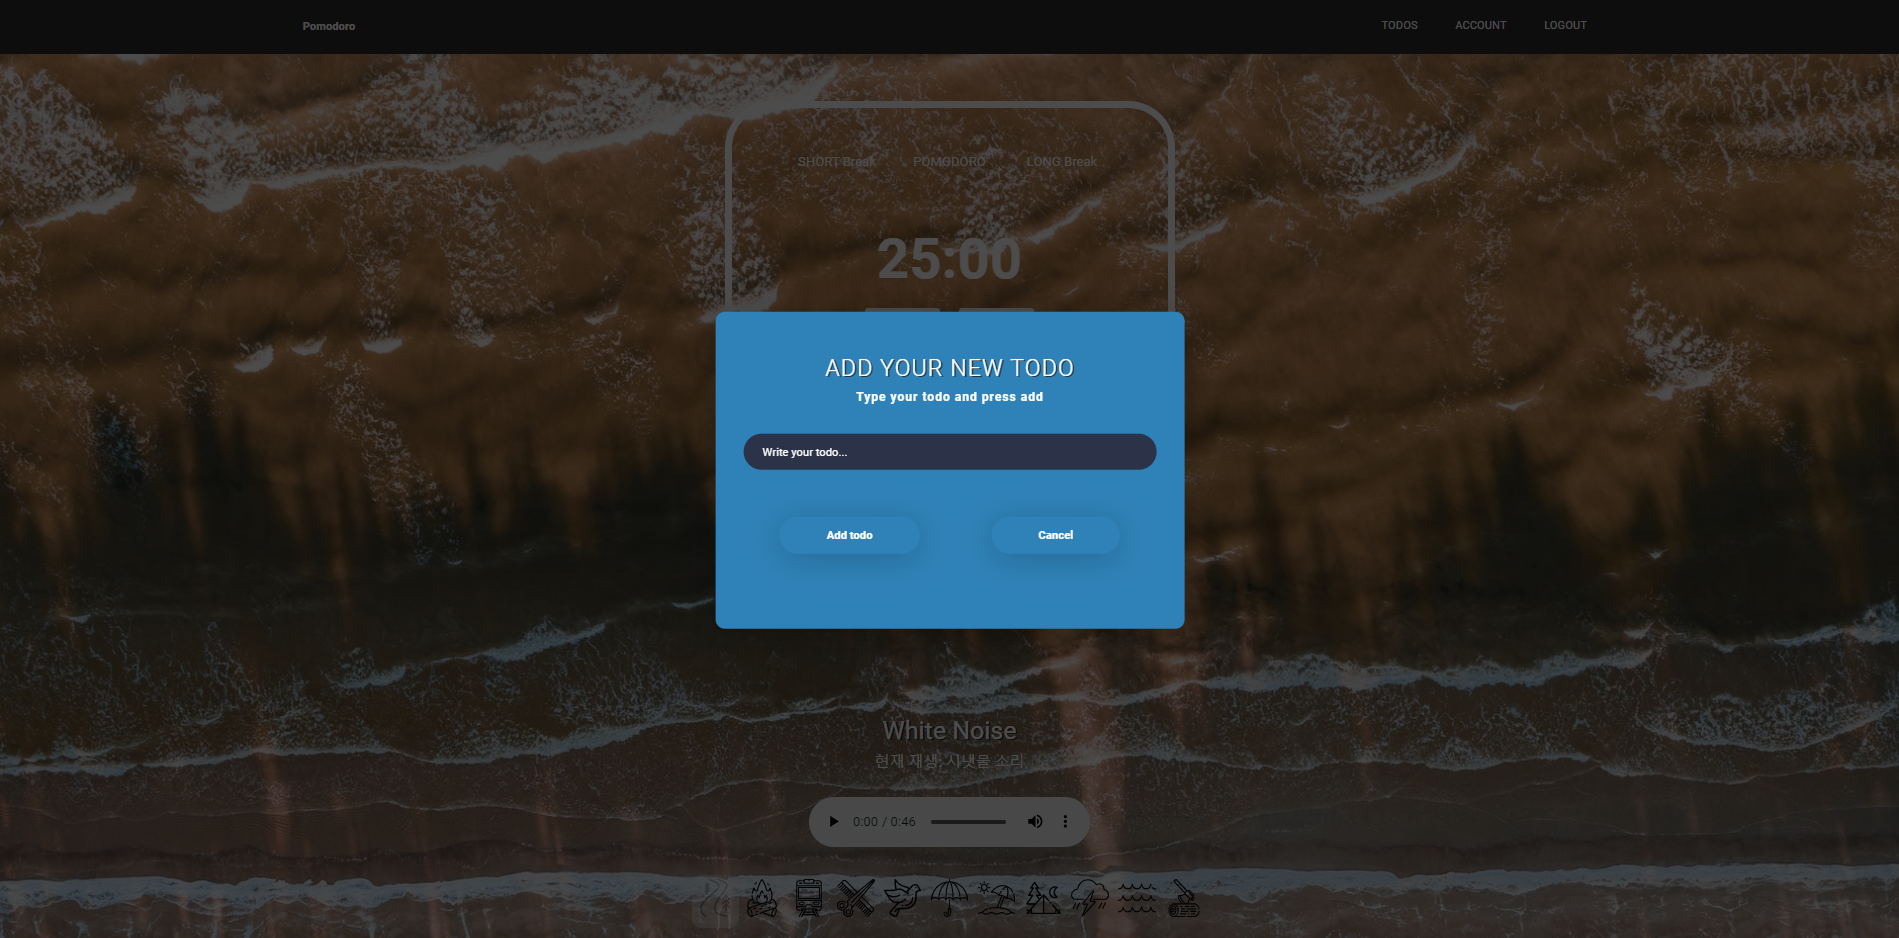 Pomodoro
TODOS ACCOUNT LOGOUT
SHORT Break POMODORO LONG Break
25:00
ADD YOUR NEW TODO
Type your todo and press add
Write your todo...
Add todo Cancel
White Noise
현재 재생: 시냇물 소리
0:00 / 0:46